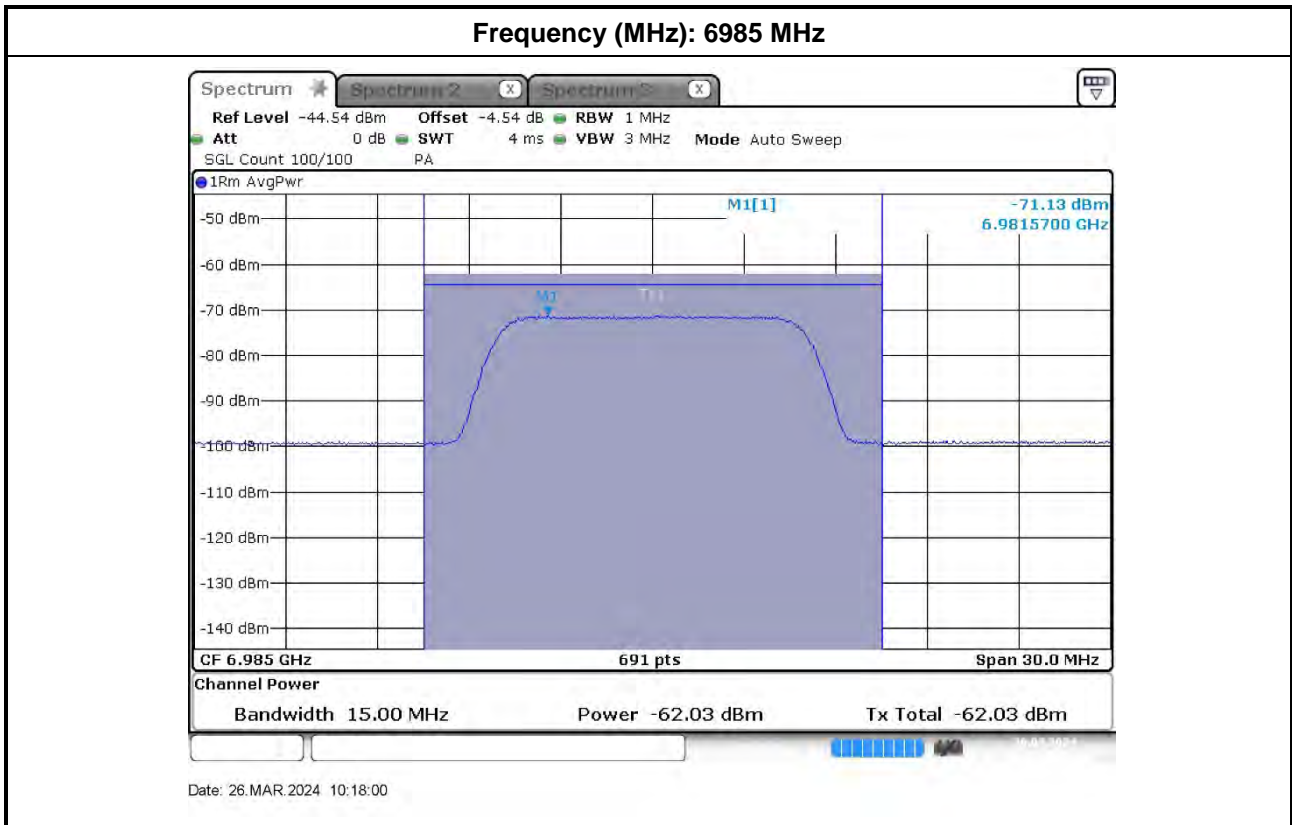 Frequency (MHz): 6985 MHz
Spectrum Spectrum 2 X X
Ref Level -44.54 dBm Offset -4.54 dB RBW 1 MHz
Att 0 dB SWT 4 ms VBW 3 MHz Mode Auto Sweep
SGL Count 100/100 PA
1Rm AvgPwr
M1[1] -71.13 dBm
6.9815700 GHz
-50 dBm
-60 dBm
M1
-70 dBm
-80 dBm
-90 dBm
-100 dBm
-110 dBm
-120 dBm
-130 dBm
-140 dBm
CF 6.985 GHz 691 pts Span 30.0 MHz
Channel Power
Bandwidth 15.00 MHz Power -62.03 dBm Tx Total -62.03 dBm
Date: 26.MAR.2024 10:18:00